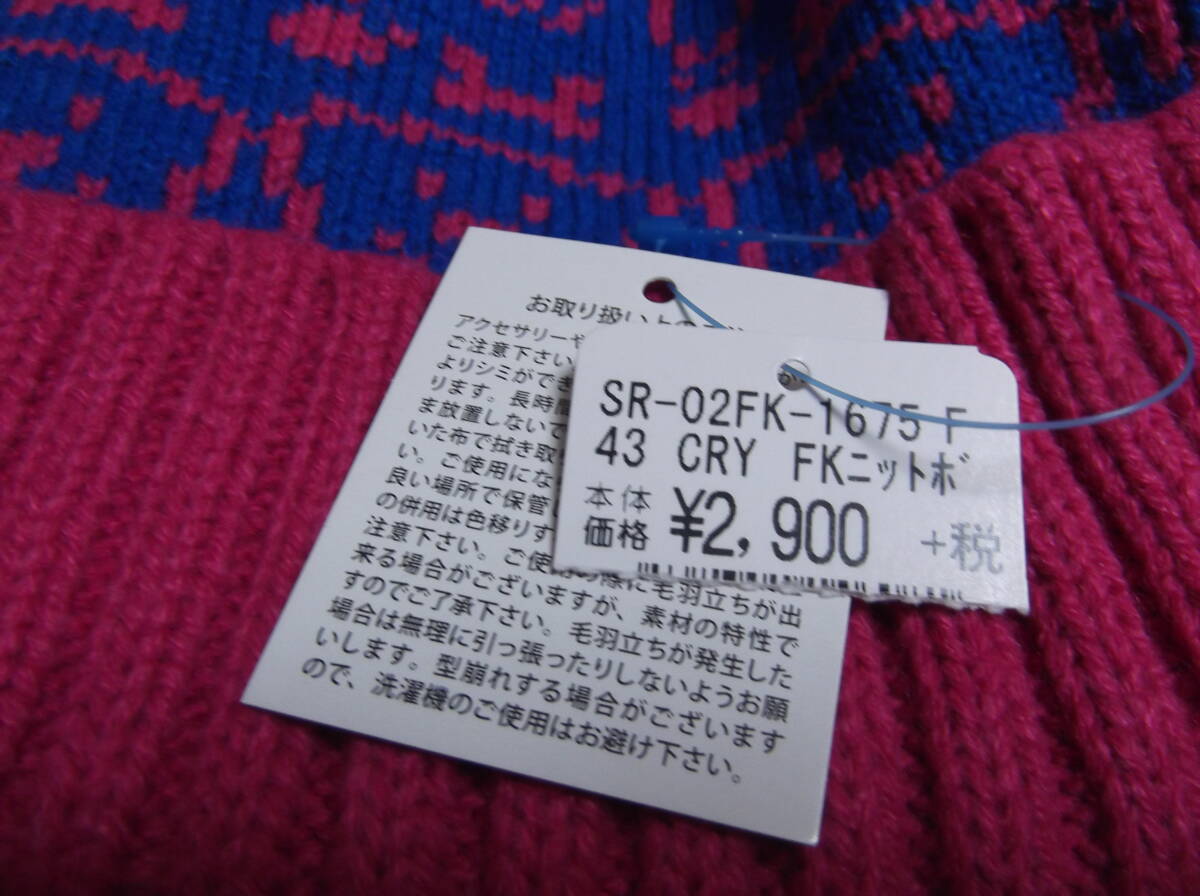 お取り扱い上の
アクセサリーや
ご注意下さい
よりシミができ
ります。長時間
ま放置しないで
いた布で拭き取
い。ご使用にな
良い場所で保管し
の併用は色移りす
注意下さい。ご使用の際に毛羽立ちが出
来る場合がございますが、素材の特性で
すのでご了承下さい。毛羽立ちが発生した
場合は無理に引っ張ったりしないようお願
いします。型崩れする場合がございます
ので、洗濯機のご使用はお避け下さい。
SR-02FK-1675 F
43 CRY FKニットボ
本体
価格 ¥2,900 +税